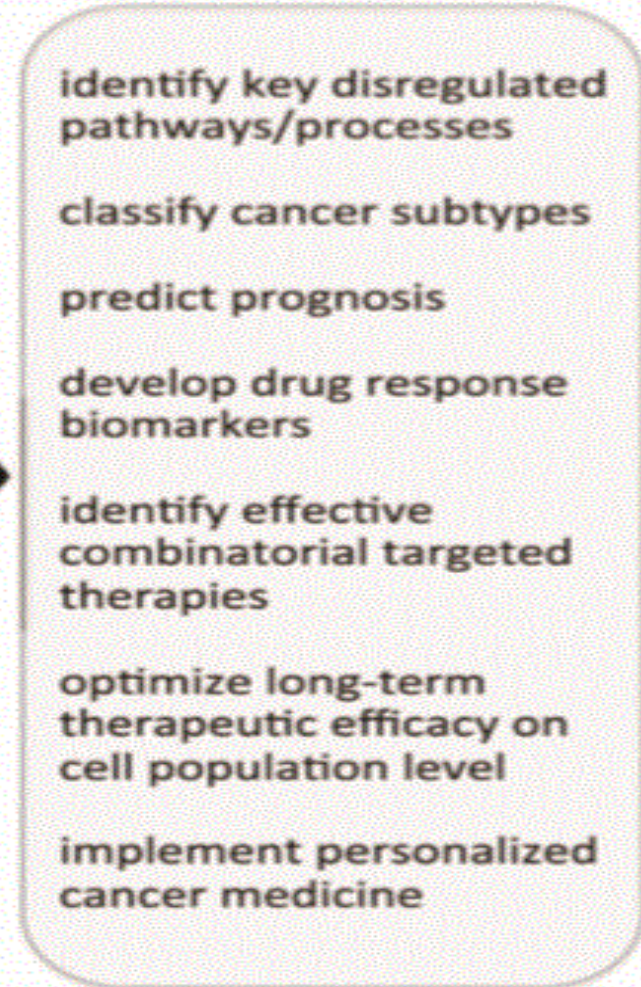 identify key disregulated
pathways/processes
classify cancer subtypes
predict prognosis
develop drug response
biomarkers
identify effective
combinatorial targeted
therapies
optimize long-term
therapeutic efficacy on
cell population level
implement personalized
cancer medicine